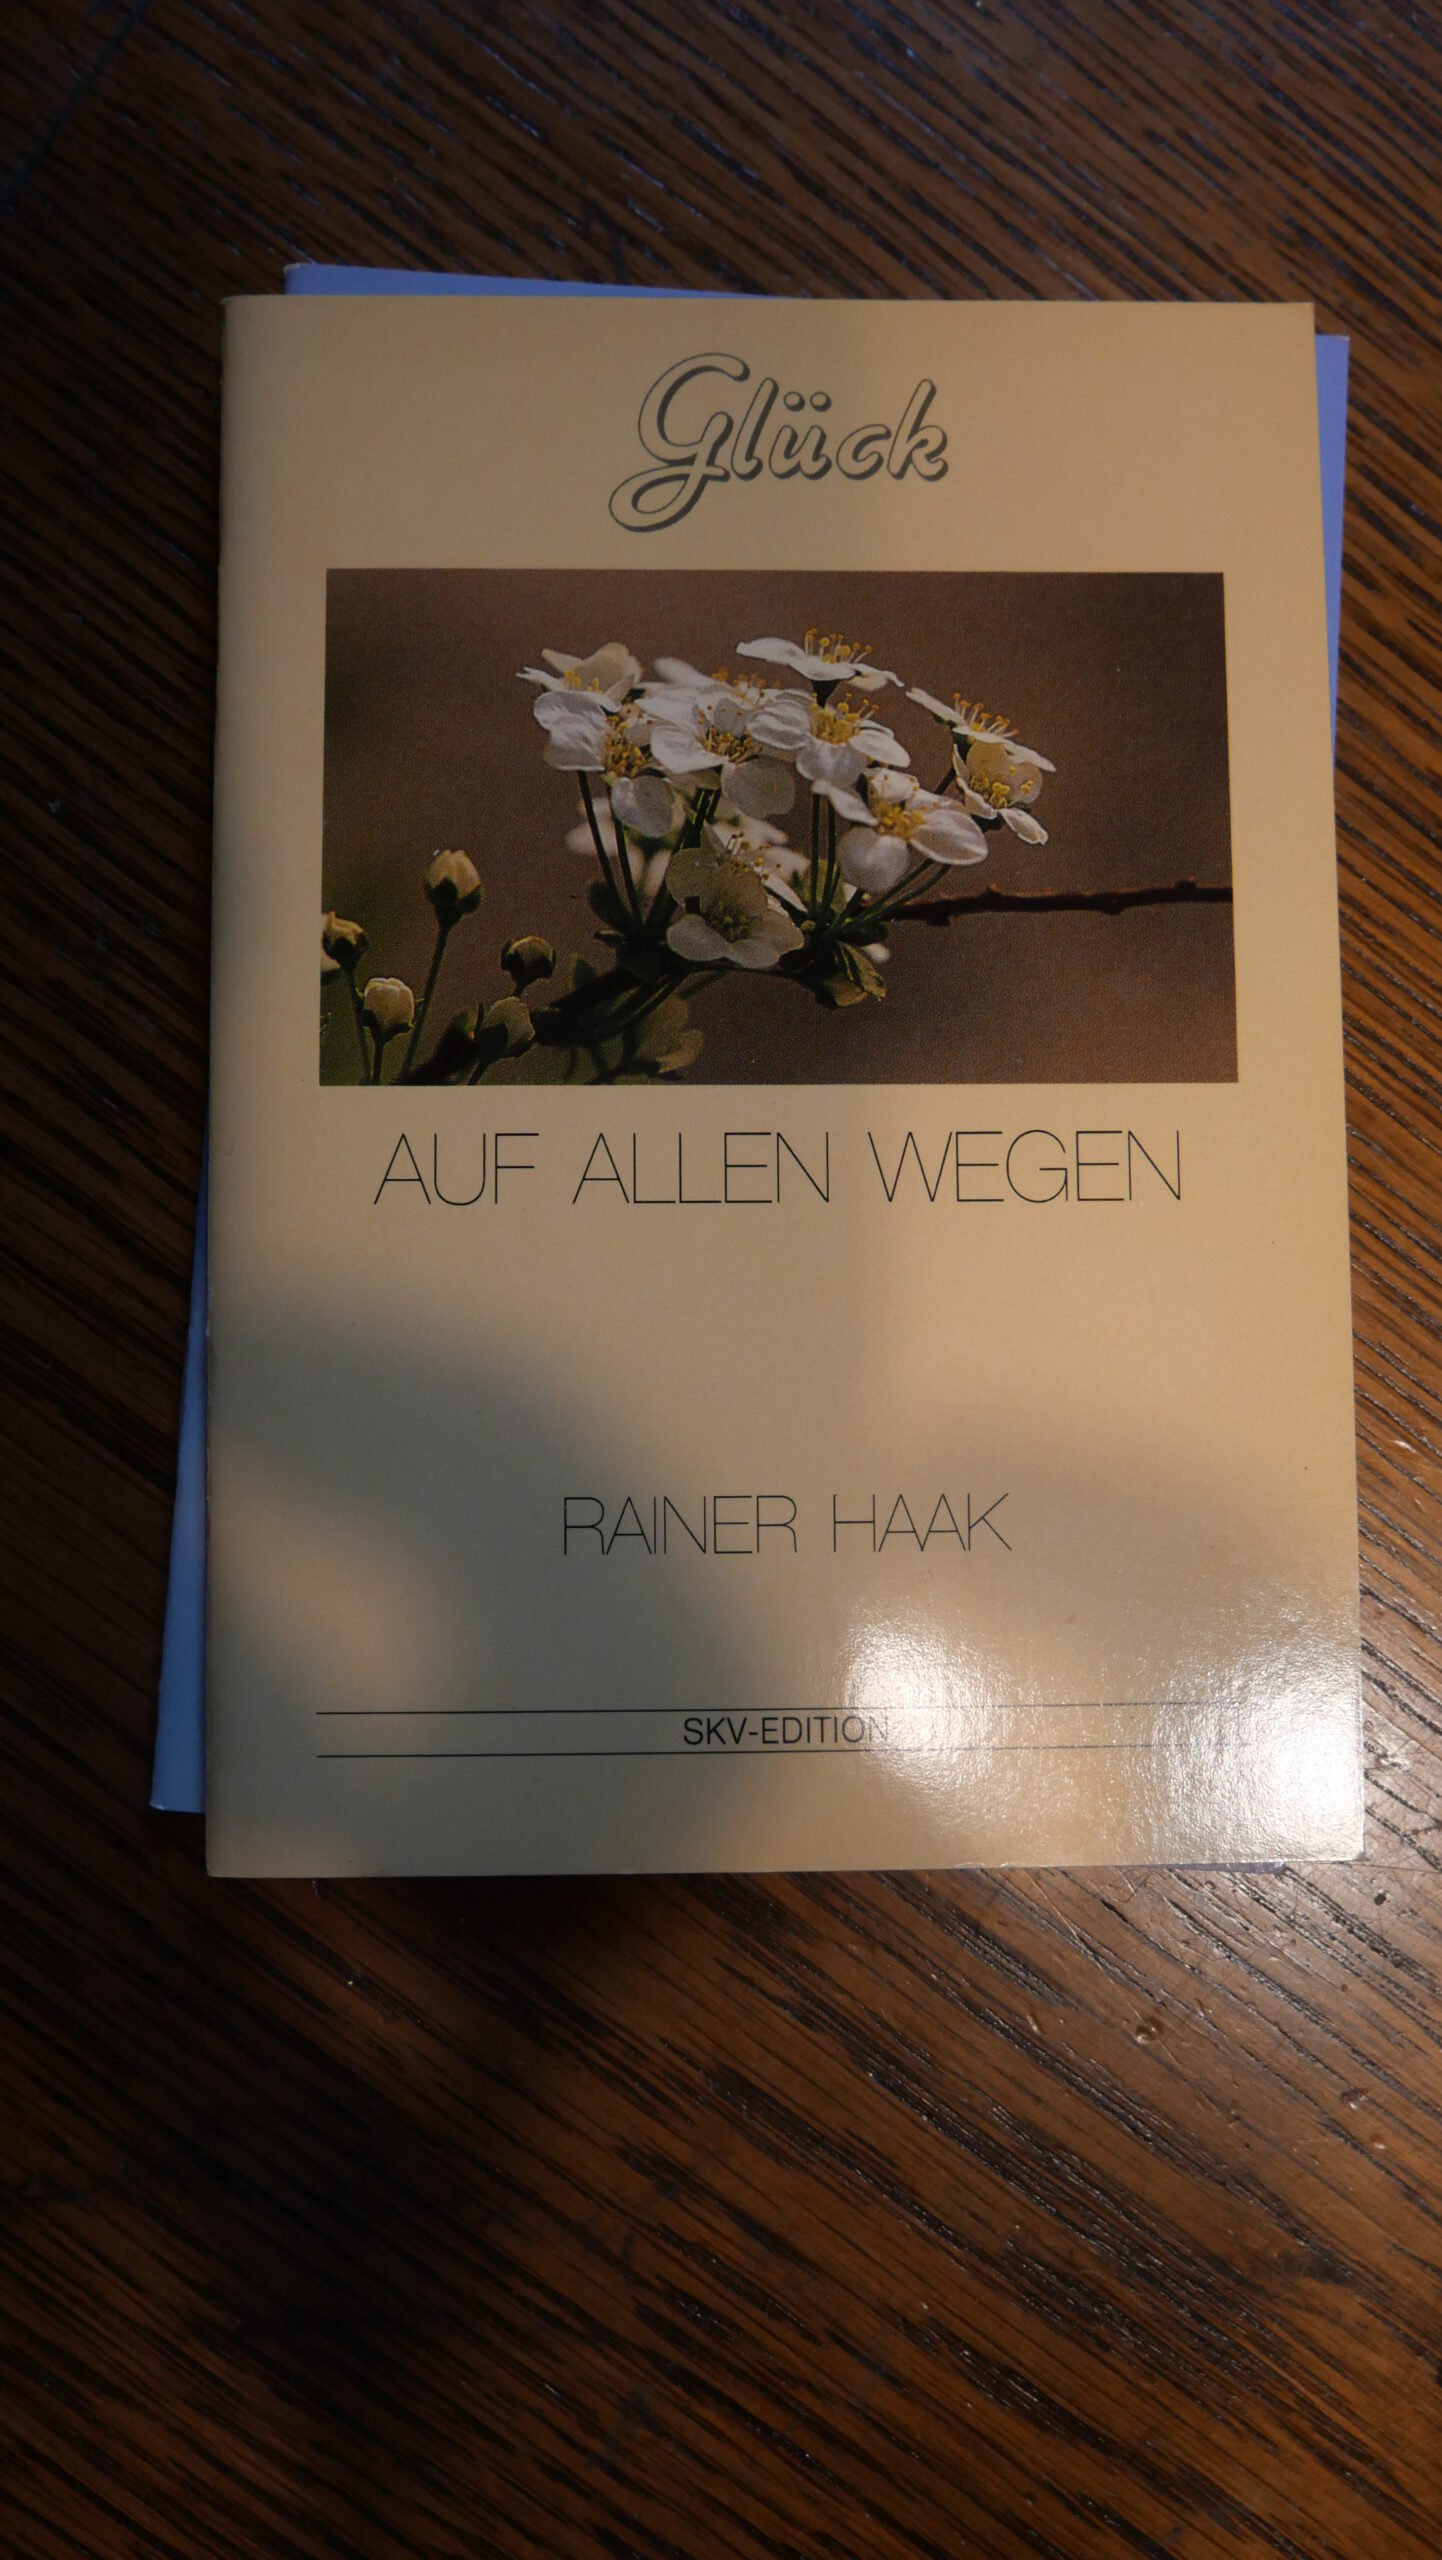 Glück
AUF ALLEN WEGEN
RAINER HAAK
SKV-EDITION